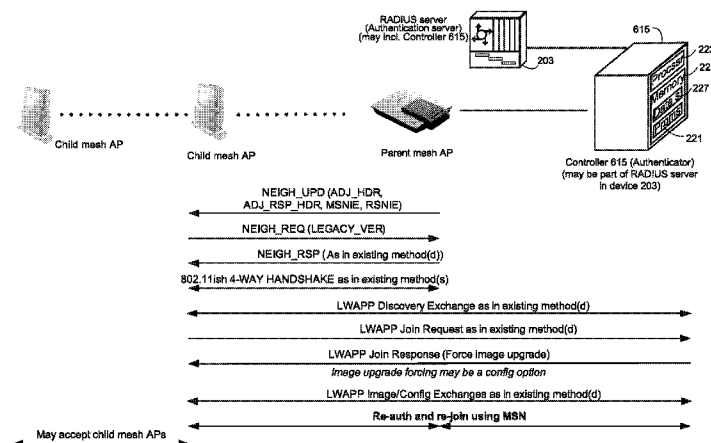 RADIUS server
(Authentication server)
(may incl. Controller 615)
203
615
223
Processor
22
Memory
227
221
Child mesh AP
Child mesh AP
Parent mesh AP
Controller 615 (Authenticator)
(may be part of RADIUS server
in device 203)
NEIGH_UPD (ADJ_HDR,
ADJ_RSP_HDR, MSNIE, RSNIE)
NEIGH_REQ (LEGACY_VER)
NEIGH_RSP (As in existing method(d))
802.11ish 4-WAY HANDSHAKE as in existing method(s)
LWAPP Discovery Exchange as in existing method(d)
LWAPP Join Request as in existing method(d)
LWAPP Join Response (Force image upgrade)
Image upgrade forcing may be a config option
LWAPP Image/Config Exchanges as in existing method(d)
Re-auth and re-join using MSN
May accept child mesh APs